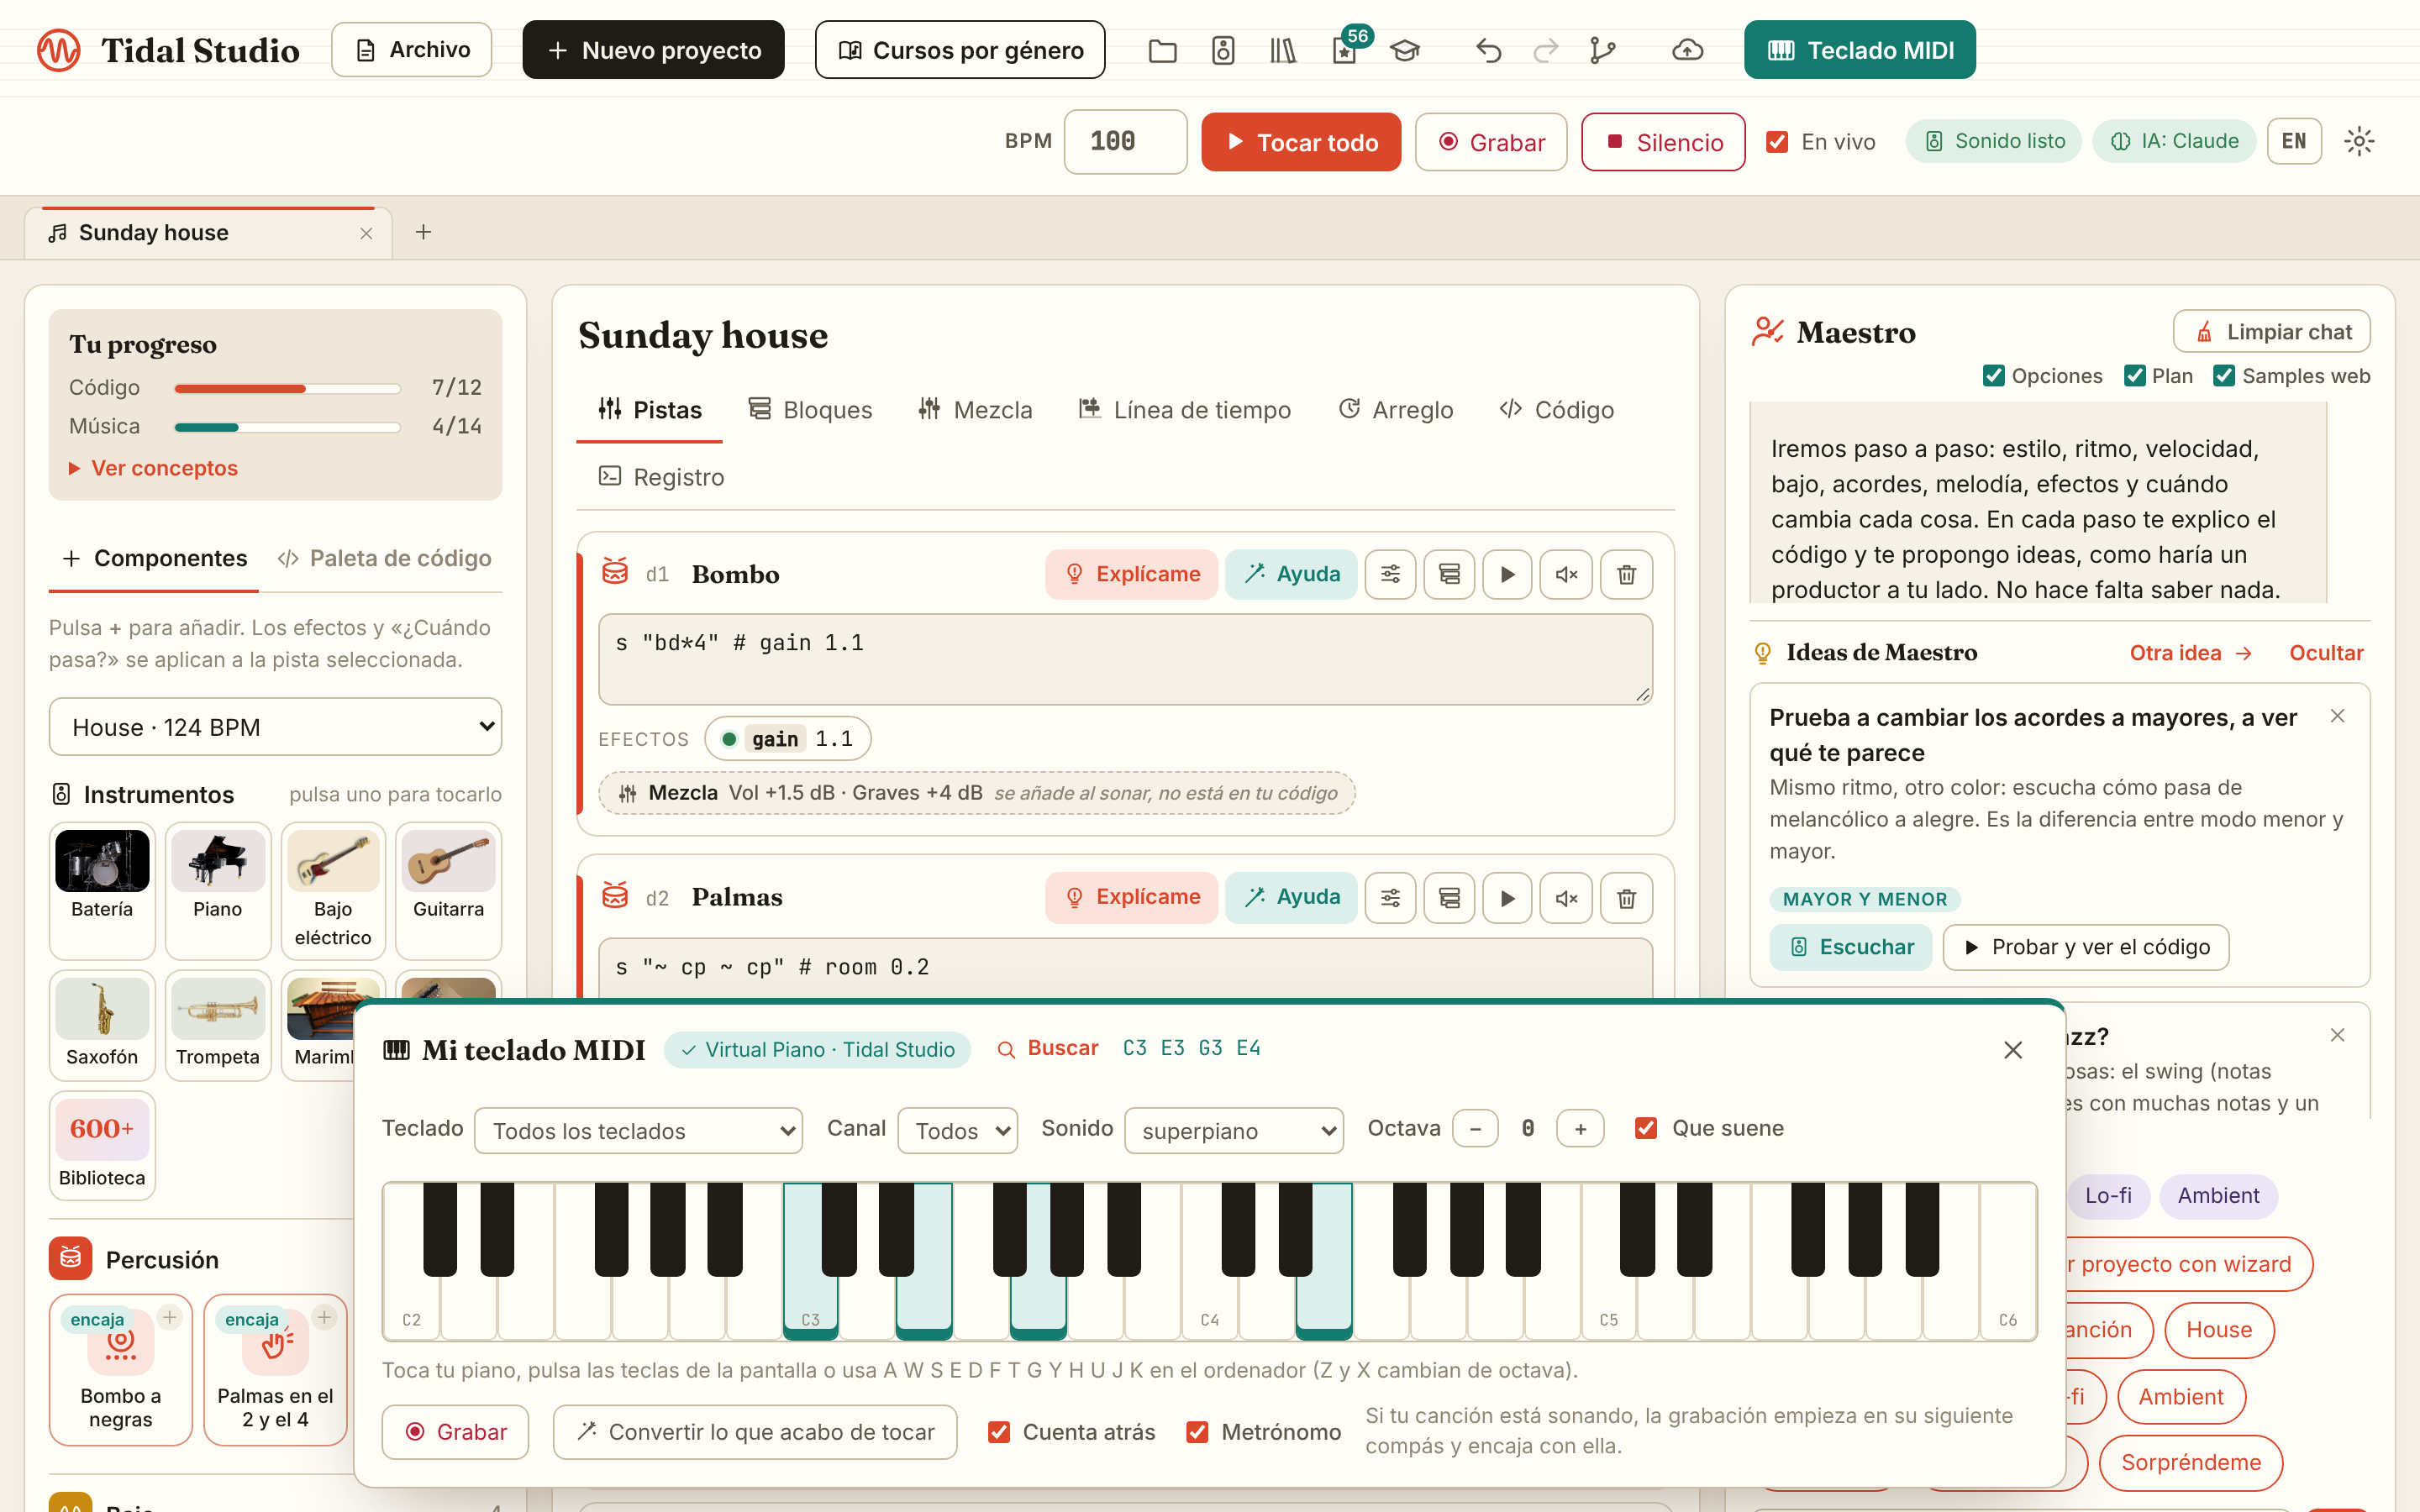 Tidal Studio
Archivo
Nuevo proyecto
Cursos por género
56
Teclado MIDI
BPM
100
Tocar todo
Grabar
Silencio
En vivo
Sonido listo
IA: Claude
EN
Sunday house
Tu progreso
Código 7/12
Música 4/14
Ver conceptos
Componentes
Paleta de código
Pulsa + para añadir. Los efectos y «¿Cuándo
pasa?» se aplican a la pista seleccionada.
House · 124 BPM
Instrumentos
pulsa uno para tocarlo
Batería
Piano
Bajo
eléctrico
Guitarra
Saxofón
Trompeta
600+
Biblioteca
Percusión
encaja
Bombo a
negras
encaja
Palmas en el
2 y el 4
Sunday house
Pistas
Bloques
Mezcla
Línea de tiempo
Arreglo
Código
Registro
d1
Bombo
Explícame
Ayuda
s "bd*4" # gain 1.1
EFECTOS
gain 1.1
Mezcla Vol +1.5 dB · Graves +4 dB se añade al sonar, no está en tu código
d2
Palmas
Explícame
Ayuda
s "~ cp ~ cp" # room 0.2
Maestro
Limpiar chat
Opciones
Plan
Samples web
Iremos paso a paso: estilo, ritmo, velocidad,
bajo, acordes, melodía, efectos y cuándo
cambia cada cosa. En cada paso te explico el
código y te propongo ideas, como haría un
productor a tu lado. No hace falta saber nada.
Ideas de Maestro
Otra idea →
Ocultar
Prueba a cambiar los acordes a mayores, a ver
qué te parece
Mismo ritmo, otro color: escucha cómo pasa de
melancólico a alegre. Es la diferencia entre modo menor y
mayor.
MAYOR Y MENOR
Escuchar
Probar y ver el código
el swing (notas
con muchas notas y un
Lo-fi
Ambient
proyecto con wizard
House
Ambient
Sorpréndeme
Mi teclado MIDI
Virtual Piano · Tidal Studio
Buscar
C3 E3 G3 E4
Teclado
Todos los teclados
Canal
Todos
Sonido
superpiano
Octava
−
0
+
Que suene
C2
C3
C4
C5
C6
Toca tu piano, pulsa las teclas de la pantalla o usa A W S E D F T G Y H U J K en el ordenador (Z y X cambian de octava).
Grabar
Convertir lo que acabo de tocar
Cuenta atrás
Metrónomo
Si tu canción está sonando, la grabación empieza en su siguiente
compás y encaja con ella.